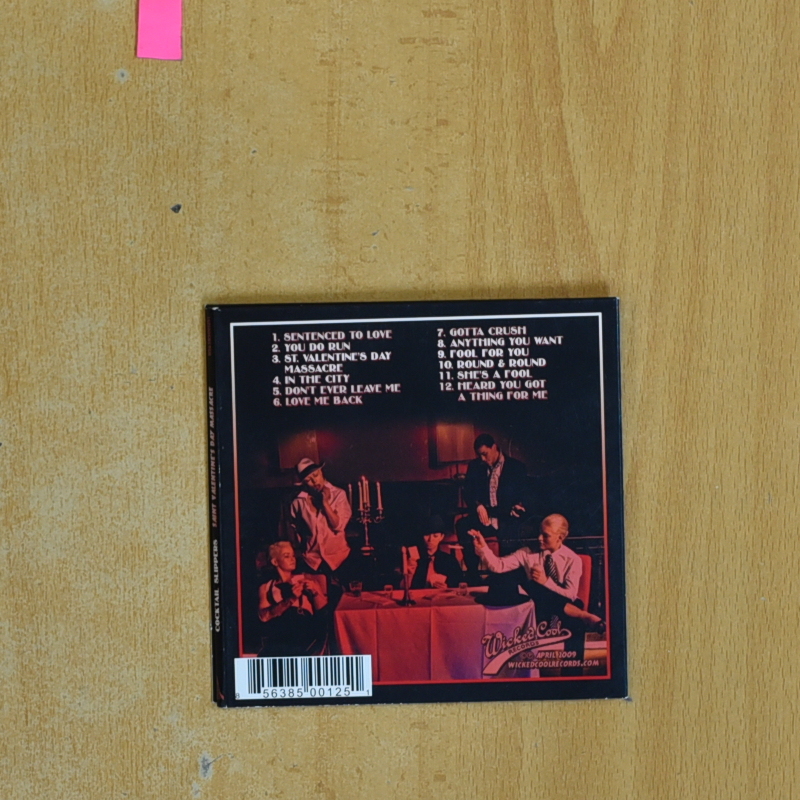 1. SENTENCED TO LOVE
2. YOU DO RUN
3. ST. VALENTINE'S DAY
MASSACRE
4. IN THE CITY
5. DON'T EVER LEAVE ME
6. LOVE ME BACK
7. GOTTA CRUSH
8. ANYTHING YOU WANT
9. FOOL FOR YOU
10. ROUND & ROUND
11. SHE'S A FOOL
12. HEARD YOU GOT
A THING FOR ME
COCKTAIL SLIPPERS SAINT VALENTINE'S DAY MASSACRE
Wicked Cool
RECORDS
WICKEDCOOLRECORDS.COM
8 56385 00125 1